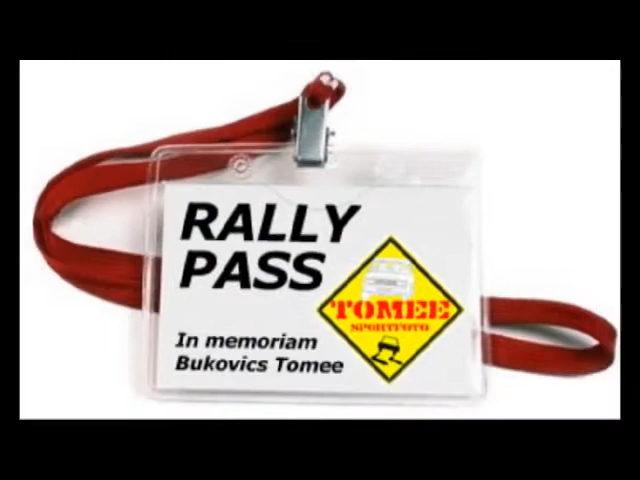 RALLY
PASS
TOMEE
SPORTFOTO
In memoriam
Bukovics Tomee